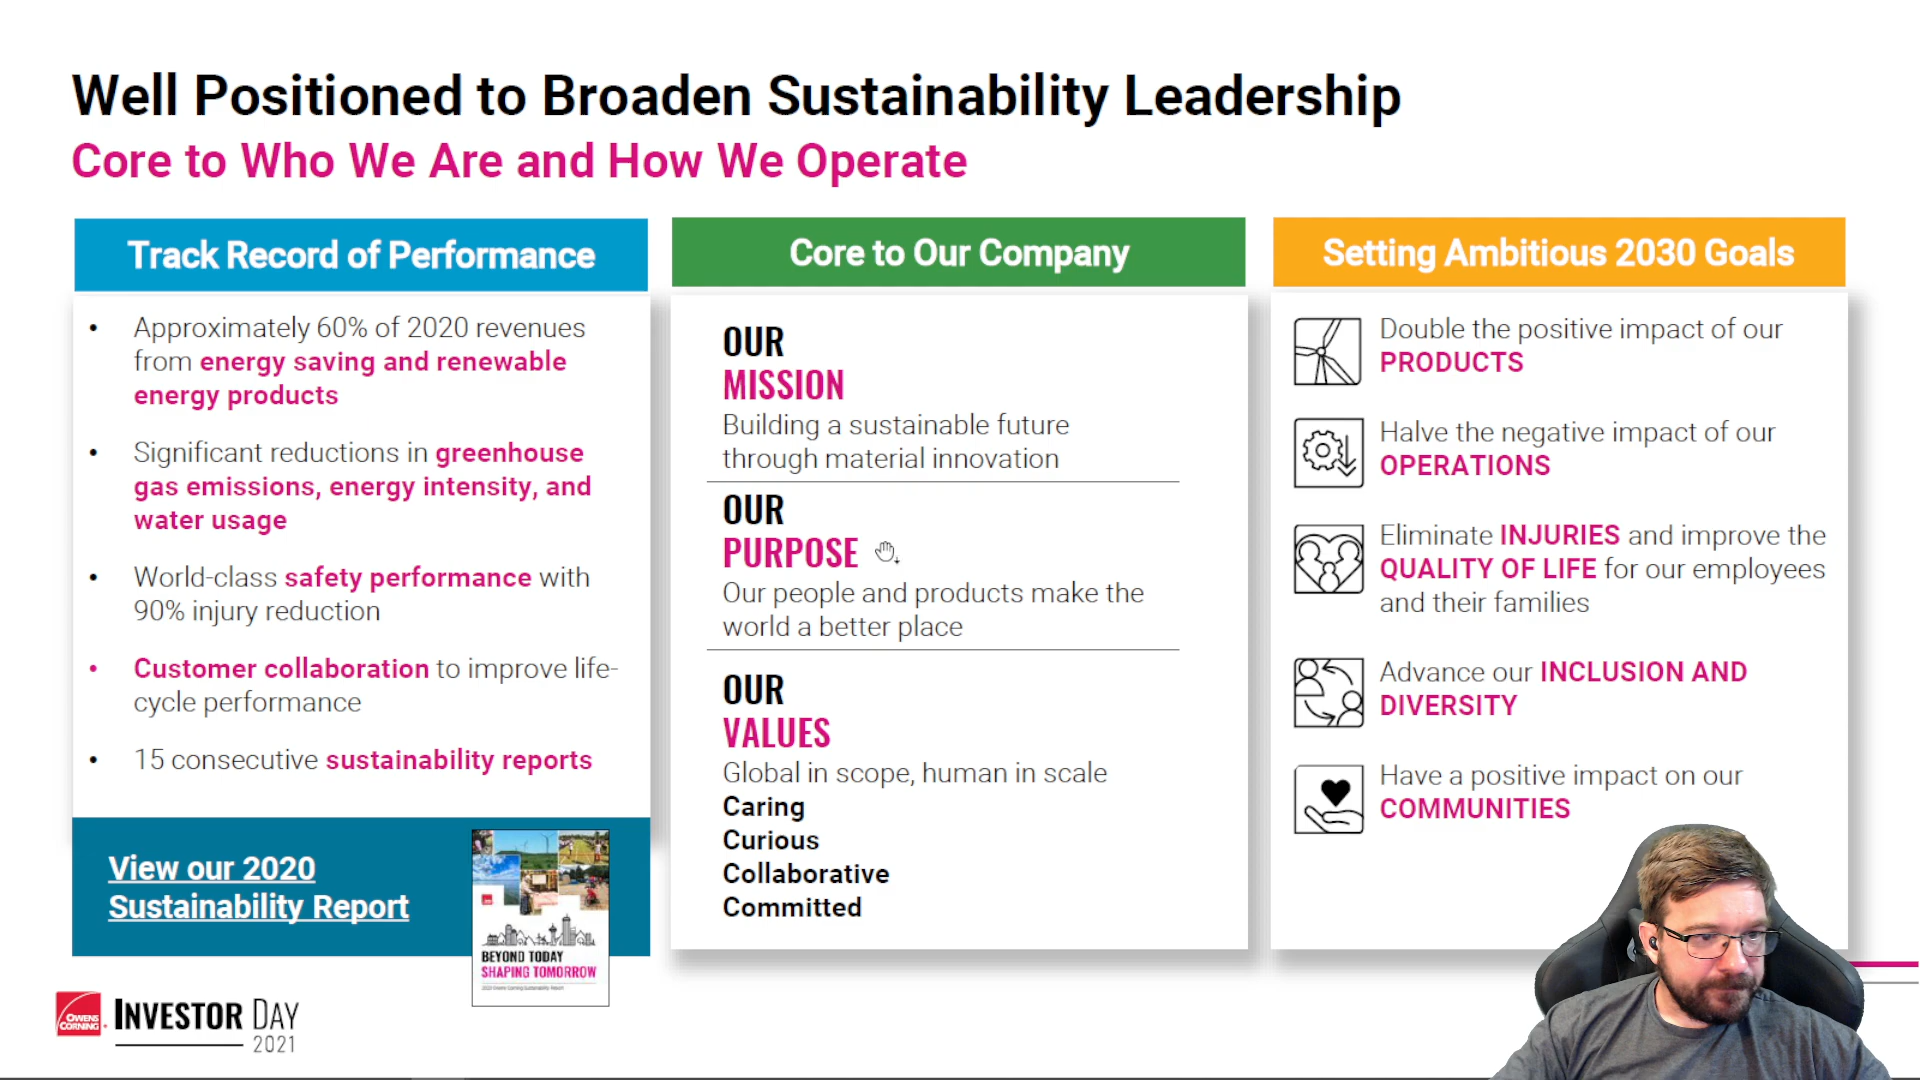 Well Positioned to Broaden Sustainability Leadership
Core to Who We Are and How We Operate
Track Record of Performance
• Approximately 60% of 2020 revenues
from energy saving and renewable
energy products
• Significant reductions in greenhouse
gas emissions, energy intensity, and
water usage
• World-class safety performance with
90% injury reduction
• Customer collaboration to improve life-
cycle performance
• 15 consecutive sustainability reports
View our 2020
Sustainability Report
BEYOND TODAY
SHAPING TOMORROW
2020 Owens Corning Sustainability Report
Core to Our Company
OUR
MISSION
Building a sustainable future
through material innovation
OUR
PURPOSE
Our people and products make the
world a better place
OUR
VALUES
Global in scope, human in scale
Caring
Curious
Collaborative
Committed
Setting Ambitious 2030 Goals
Double the positive impact of our
PRODUCTS
Halve the negative impact of our
OPERATIONS
Eliminate INJURIES and improve the
QUALITY OF LIFE for our employees
and their families
Advance our INCLUSION AND
DIVERSITY
Have a positive impact on our
COMMUNITIES
OWENS
CORNING
INVESTOR DAY
2021